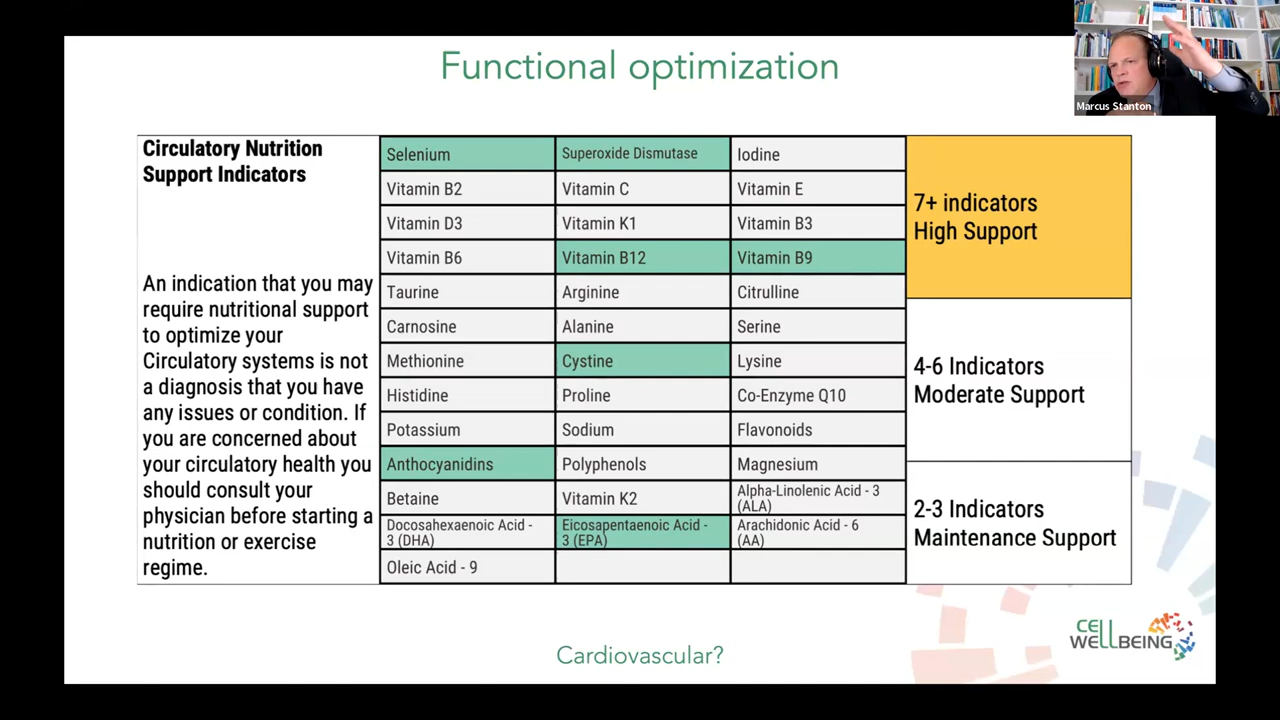 Functional optimization
Marcus Stanton
Circulatory Nutrition
Support Indicators
An indication that you may
require nutritional support
to optimize your
Circulatory systems is not
a diagnosis that you have
any issues or condition. If
you are concerned about
your circulatory health you
should consult your
physician before starting a
nutrition or exercise
regime.
Selenium
Superoxide Dismutase
Iodine
Vitamin B2
Vitamin C
Vitamin E
Vitamin D3
Vitamin K1
Vitamin B3
Vitamin B6
Vitamin B12
Vitamin B9
Taurine
Arginine
Citrulline
Carnosine
Alanine
Serine
Methionine
Cystine
Lysine
Histidine
Proline
Co-Enzyme Q10
Potassium
Sodium
Flavonoids
Anthocyanidins
Polyphenols
Magnesium
Betaine
Vitamin K2
Alpha-Linolenic Acid - 3
(ALA)
Docosahexaenoic Acid -
3 (DHA)
Eicosapentaenoic Acid -
3 (EPA)
Arachidonic Acid - 6
(AA)
Oleic Acid - 9
7+ indicators
High Support
4-6 Indicators
Moderate Support
2-3 Indicators
Maintenance Support
Cardiovascular?
CELL
WELLBEING